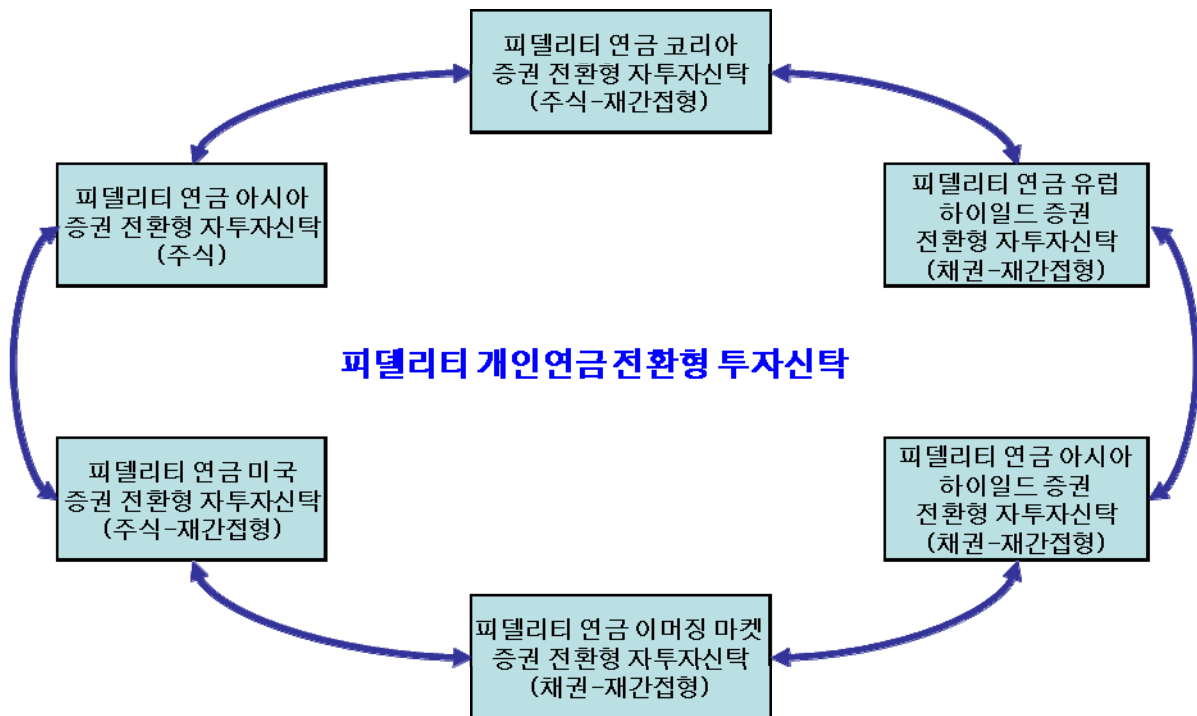 피델리티 연금 코리아
증권 전환형 자투자신탁
(주식-재간접형)
피델리티 연금 아시아
증권 전환형 자투자신탁
(주식)
피델리티 연금 유럽
하이일드 증권
전환형 자투자신탁
(채권-재간접형)
피델리티 개인연금 전환형 투자신탁
피델리티 연금 미국
증권 전환형 자투자신탁
(주식-재간접형)
피델리티 연금 아시아
하이일드 증권
전환형 자투자신탁
(채권-재간접형)
피델리티 연금 이머징 마켓
증권 전환형 자투자신탁
(채권-재간접형)